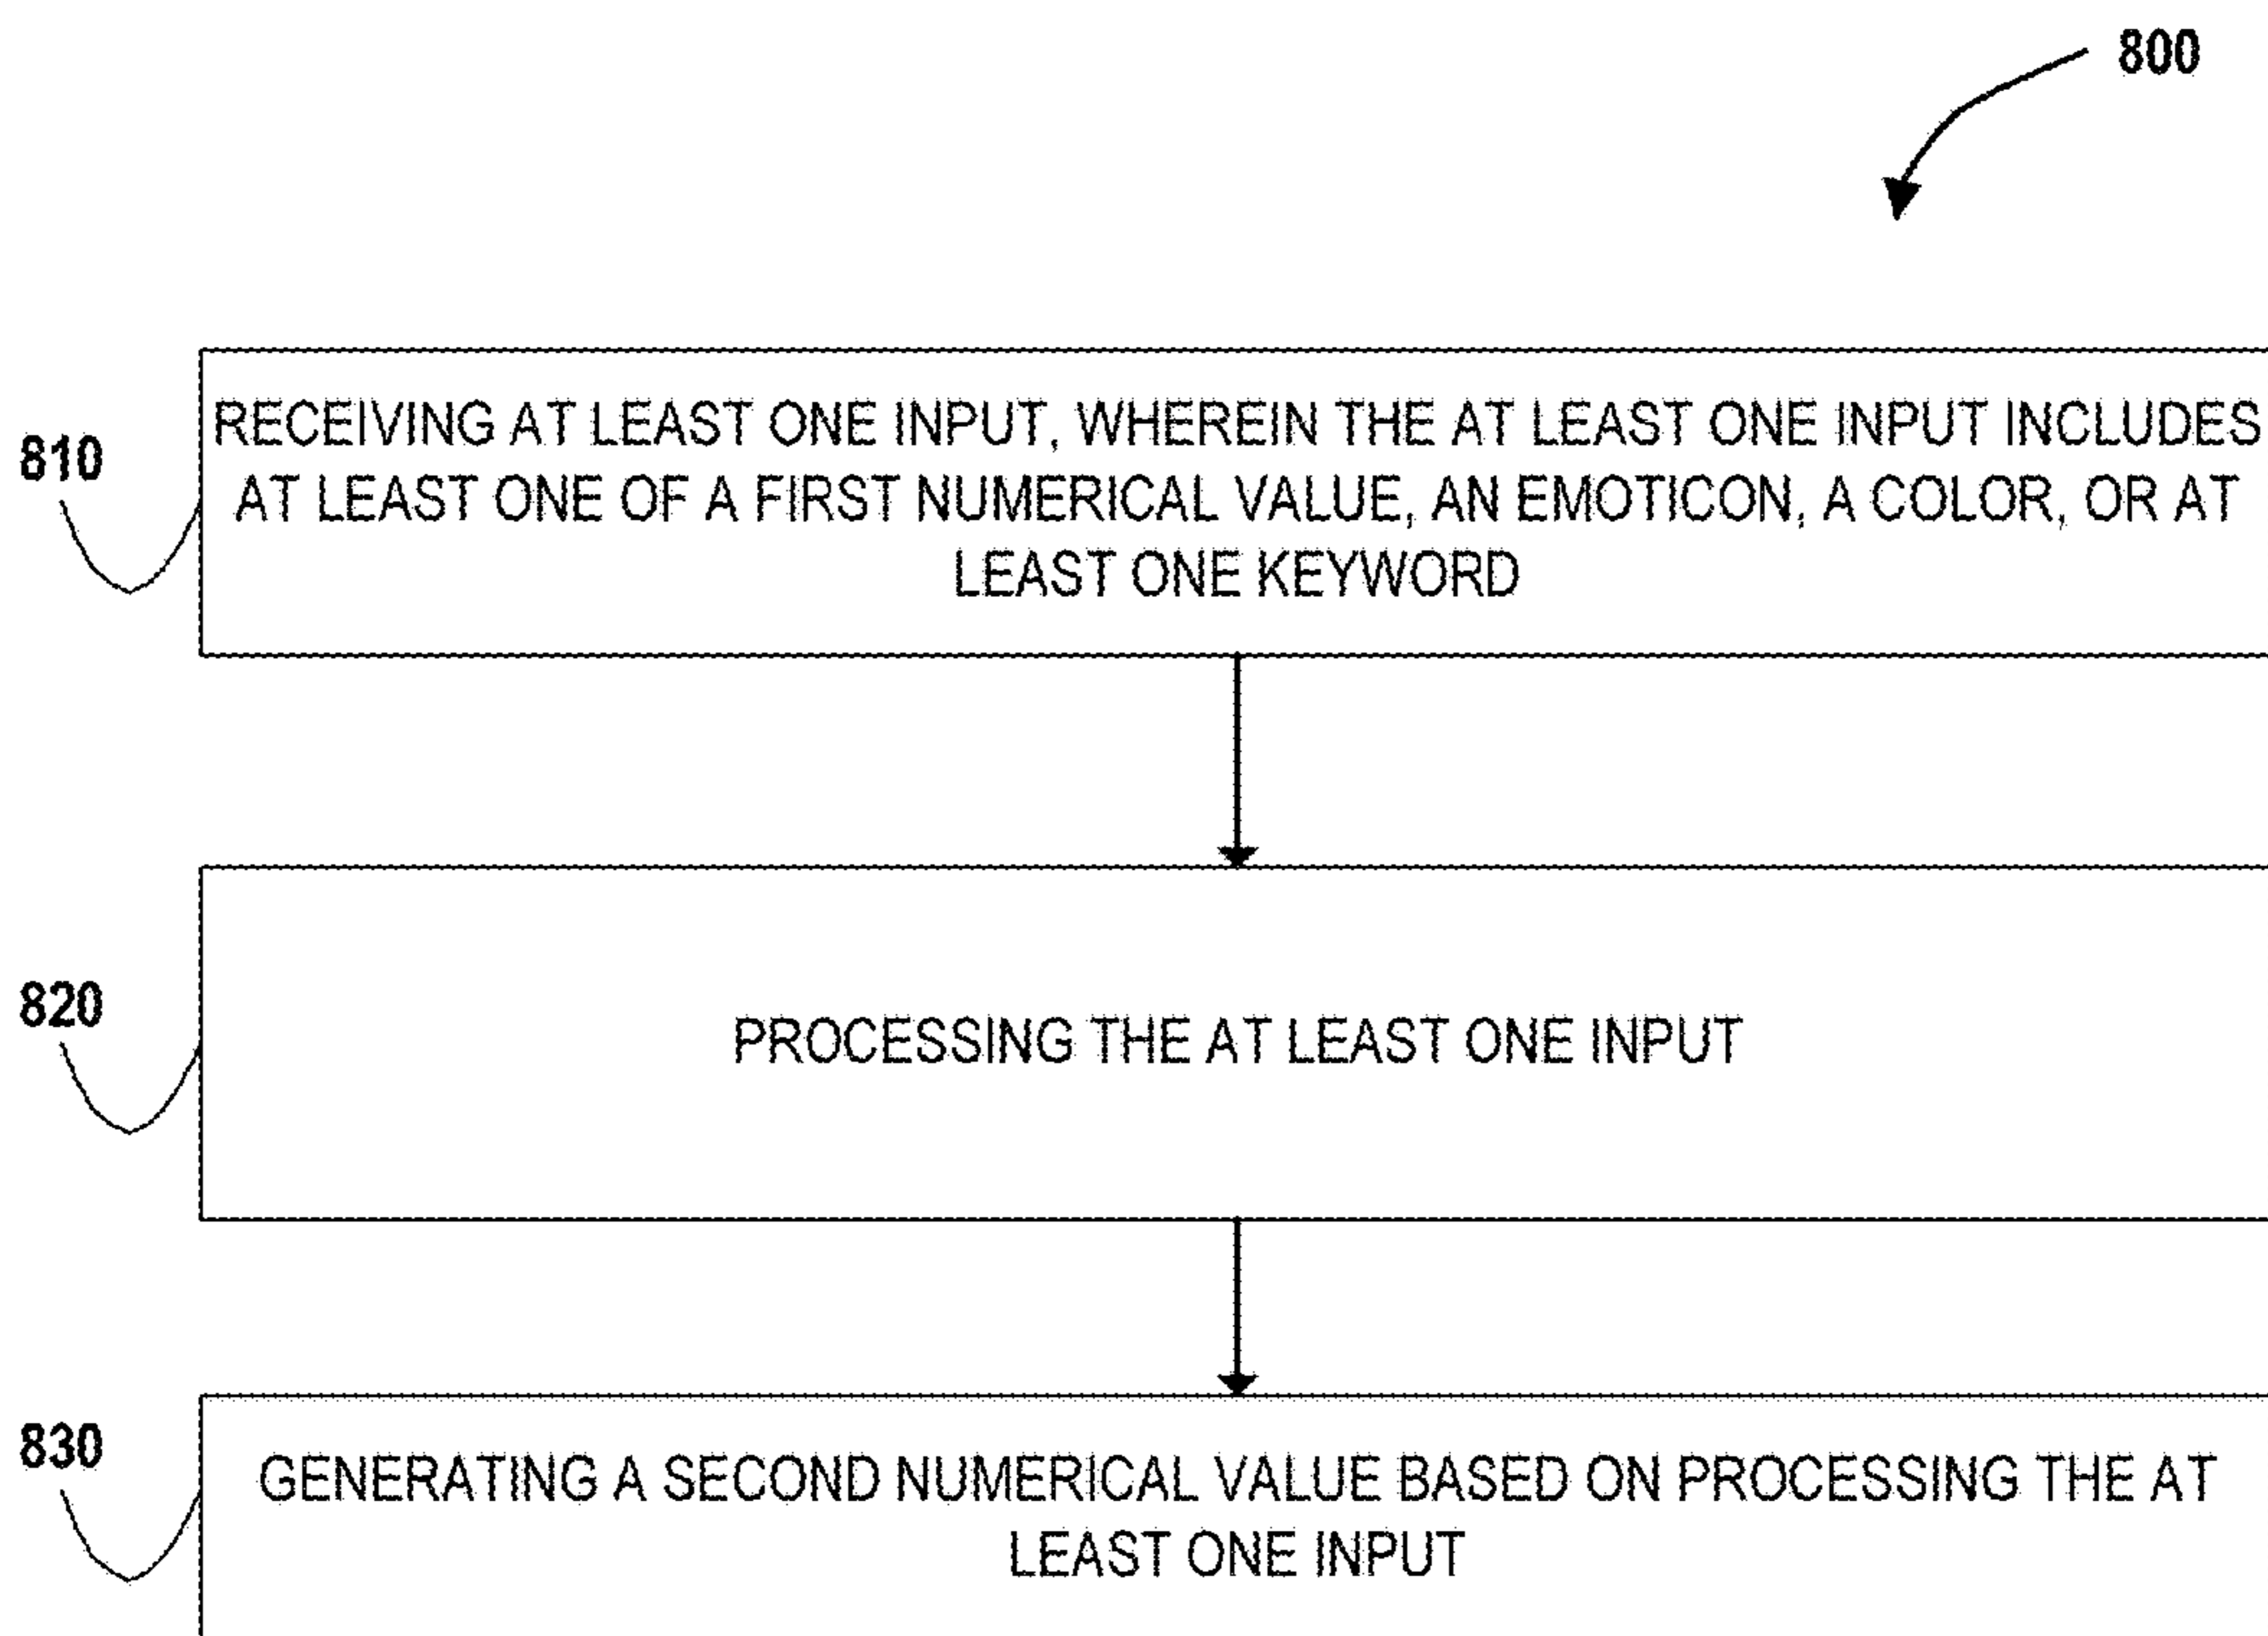 800
810
RECEIVING AT LEAST ONE INPUT, WHEREIN THE AT LEAST ONE INPUT INCLUDES
AT LEAST ONE OF A FIRST NUMERICAL VALUE, AN EMOTICON, A COLOR, OR AT
LEAST ONE KEYWORD
820
PROCESSING THE AT LEAST ONE INPUT
830
GENERATING A SECOND NUMERICAL VALUE BASED ON PROCESSING THE AT
LEAST ONE INPUT